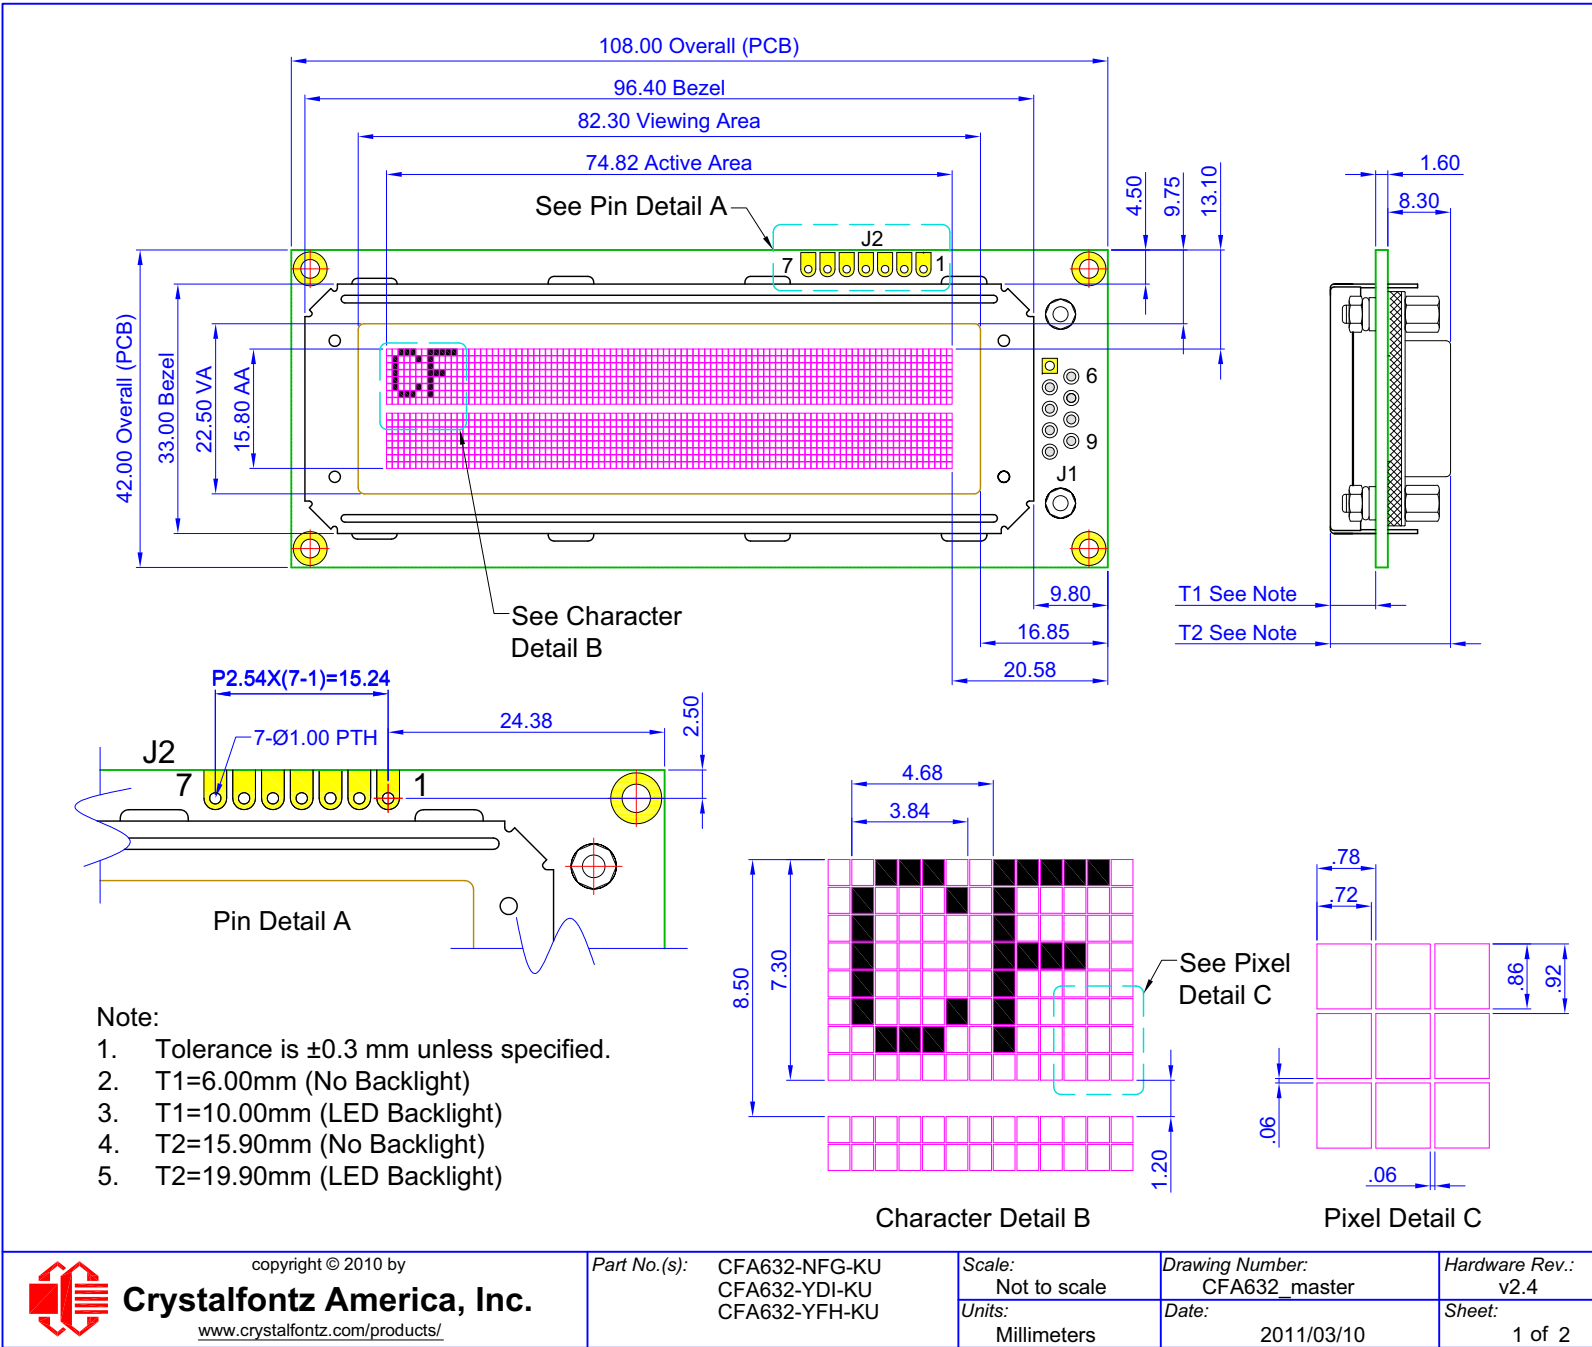 108.00 Overall (PCB)
96.40 Bezel
82.30 Viewing Area
74.82 Active Area
See Pin Detail A
J2
7
1
4.50
9.75
13.10
1.60
8.30
42.00 Overall (PCB)
33.00 Bezel
22.50 VA
15.80 AA
CF
6
9
J1
See Character
Detail B
9.80
16.85
20.58
T1 See Note
T2 See Note
P2.54X(7-1)=15.24
24.38
2.50
7-Ø1.00 PTH
J2
7
1
Pin Detail A
4.68
3.84
8.50
7.30
1.20
See Pixel
Detail C
Character Detail B
.78
.72
.86
.92
.06
.06
Pixel Detail C
Note:
1. Tolerance is ±0.3 mm unless specified.
2. T1=6.00mm (No Backlight)
3. T1=10.00mm (LED Backlight)
4. T2=15.90mm (No Backlight)
5. T2=19.90mm (LED Backlight)
copyright © 2010 by
Crystalfontz America, Inc.
www.crystalfontz.com/products/
Part No.(s): CFA632-NFG-KU
CFA632-YDI-KU
CFA632-YFH-KU
Scale:
Not to scale
Units:
Millimeters
Drawing Number:
CFA632_master
Date:
2011/03/10
Hardware Rev.:
v2.4
Sheet:
1 of 2